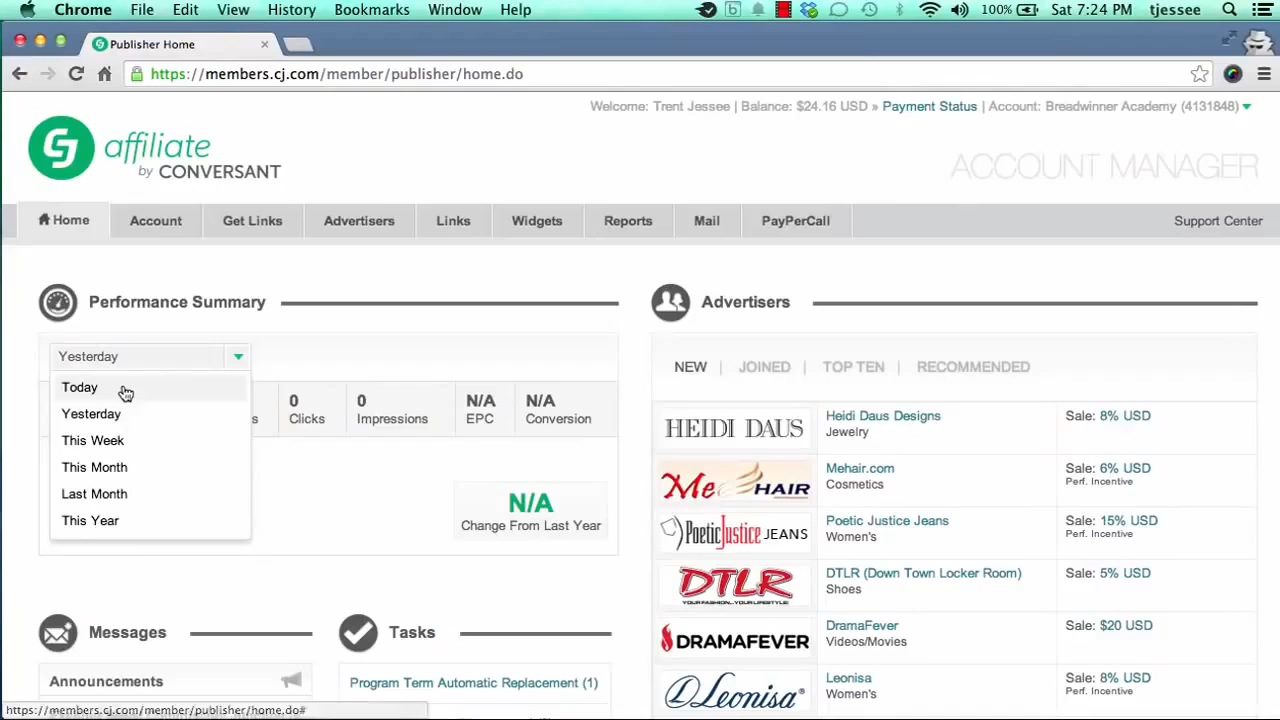 Chrome File Edit View History Bookmarks Window Help 100% Sat 7:24 PM tjessee
Publisher Home
https://members.cj.com/member/publisher/home.do
Welcome: Trent Jessee | Balance: $24.16 USD » Payment Status | Account: Breadwinner Academy (4131848)
affiliate
by CONVERSANT
ACCOUNT MANAGER
Home Account Get Links Advertisers Links Widgets Reports Mail PayPerCall Support Center
Performance Summary
Yesterday
Today
Yesterday
This Week
This Month
Last Month
This Year
0 0 N/A N/A
s Clicks Impressions EPC Conversion
N/A
Change From Last Year
Messages
Announcements
Tasks
Program Term Automatic Replacement (1)
Advertisers
NEW | JOINED | TOP TEN | RECOMMENDED
HEIDI DAUS Heidi Daus Designs Sale: 8% USD
Jewelry
Me HAIR Mehair.com Sale: 6% USD
Cosmetics Perf. Incentive
Poetic Justice JEANS Poetic Justice Jeans Sale: 15% USD
Women's Perf. Incentive
DTLR DTLR (Down Town Locker Room) Sale: 5% USD
YOUR FASHION...YOUR LIFESTYLE! Shoes
DRAMAFEVER DramaFever Sale: $20 USD
Videos/Movies
Leonisa Leonisa Sale: 8% USD
Women's Perf. Incentive
https://members.cj.com/member/publisher/home.do#